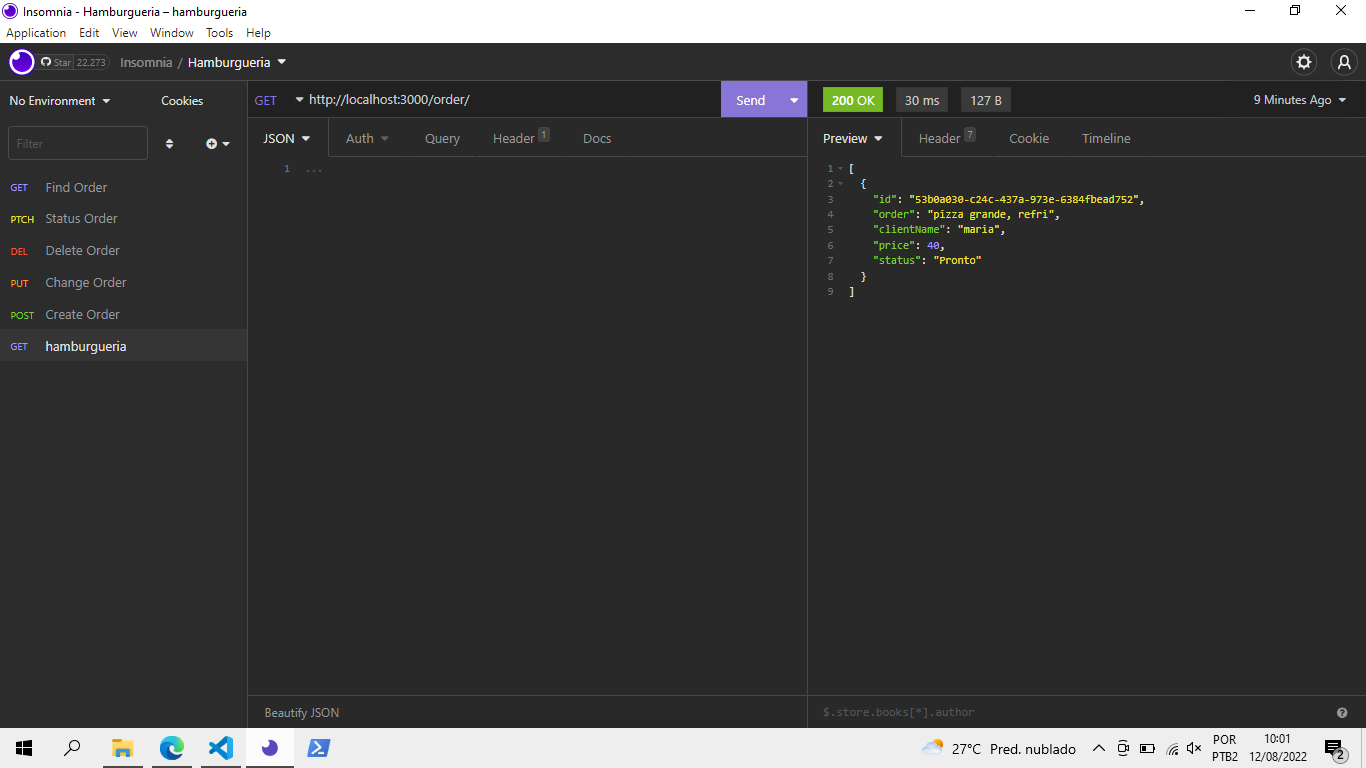 Insomnia - Hamburgueria – hamburgueria
Application Edit View Window Tools Help
Star 22.273 Insomnia / Hamburgueria
No Environment Cookies
GET http://localhost:3000/order/ Send
200 OK 30 ms 127 B 9 Minutes Ago
Filter
JSON Auth Query Header 1 Docs
Preview Header 7 Cookie Timeline
GET Find Order
PTCH Status Order
DEL Delete Order
PUT Change Order
POST Create Order
GET hamburgueria
1 ...
1 [
2 {
3 "id": "53b0a030-c24c-437a-973e-6384fbead752",
4 "order": "pizza grande, refri",
5 "clientName": "maria",
6 "price": 40,
7 "status": "Pronto"
8 }
9 ]
Beautify JSON
$.store.books[*].author
27°C Pred. nublado
POR
PTB2
10:01
12/08/2022
2